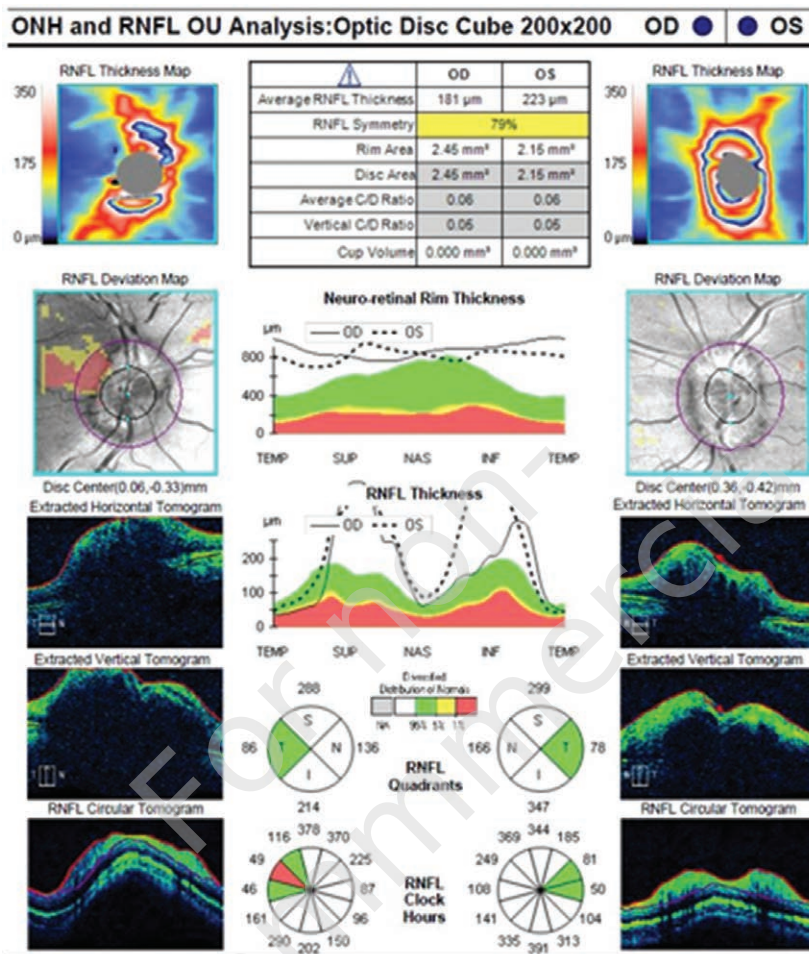 ONH and RNFL OU Analysis:Optic Disc Cube 200x200 OD OS
RNFL Thickness Map
350
175
0 µm
OD OS
Average RNFL Thickness 181 µm 223 µm
RNFL Symmetry 79%
Rim Area 2.45 mm² 2.15 mm²
Disc Area 2.45 mm² 2.15 mm²
Average C/D Ratio 0.06 0.06
Vertical C/D Ratio 0.05 0.05
Cup Volume 0.000 mm³ 0.000 mm³
RNFL Thickness Map
350
175
0 µm
RNFL Deviation Map
Disc Center(0.06,-0.33)mm
Neuro-retinal Rim Thickness
µm
OD OS
800
400
0
TEMP SUP NAS INF TEMP
RNFL Deviation Map
Disc Center(0.36,-0.42)mm
Extracted Horizontal Tomogram
RNFL Thickness
µm
OD OS
200
100
0
TEMP SUP NAS INF TEMP
Extracted Horizontal Tomogram
Extracted Vertical Tomogram
Distribution of Normals
NA 95% 5% 1%
288
86 T S N I 136
214
RNFL
Quadrants
299
166 N S T I 78
347
Extracted Vertical Tomogram
RNFL Circular Tomogram
378
116 370
49 225
46 87
161 96
290 150
202
RNFL
Clock
Hours
344
369 185
249 81
108 50
141 104
335 313
391
RNFL Circular Tomogram
For non-